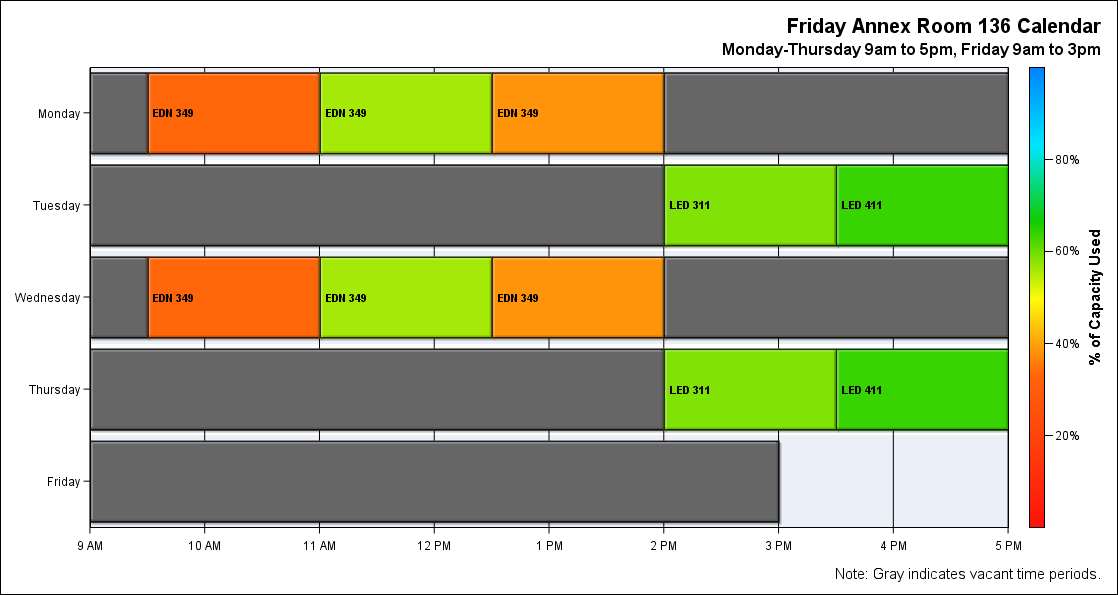 Friday Annex Room 136 Calendar
Monday-Thursday 9am to 5pm, Friday 9am to 3pm
Monday
EDN 349
EDN 349
EDN 349
Tuesday
LED 311
LED 411
Wednesday
EDN 349
EDN 349
EDN 349
Thursday
LED 311
LED 411
Friday
80%
60%
40%
20%
% of Capacity Used
9 AM
10 AM
11 AM
12 PM
1 PM
2 PM
3 PM
4 PM
5 PM
Note: Gray indicates vacant time periods.